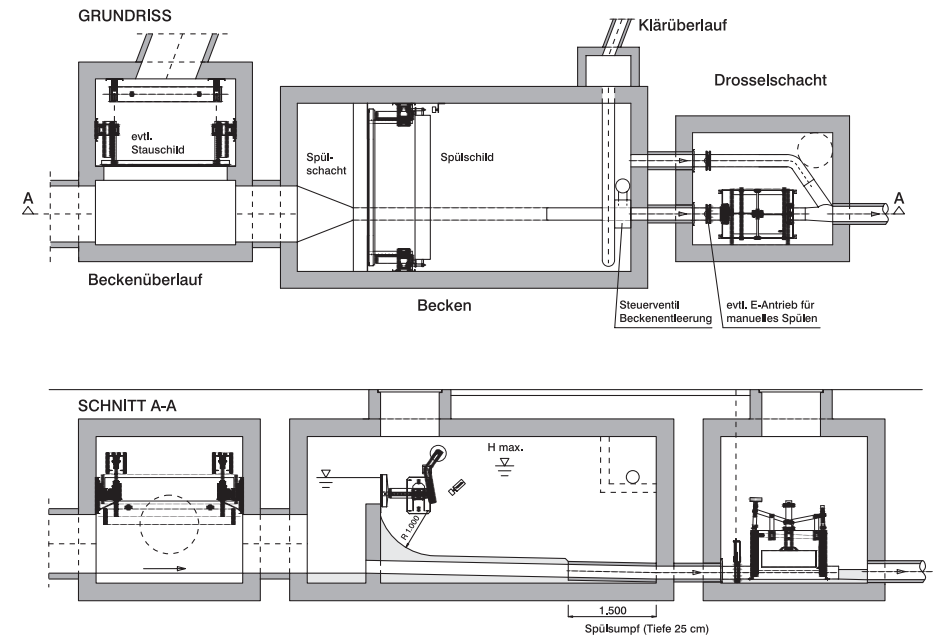 GRUNDRISS
Klärüberlauf
Drosselschacht
evtl.
Stauschild
Spül-
schacht
Spülschild
A
A
Beckenüberlauf
Becken
Steuerventil
Beckenentleerung
evtl. E-Antrieb für
manuelles Spülen
SCHNITT A-A
H max.
R 1.000
1.500
Spülsumpf (Tiefe 25 cm)